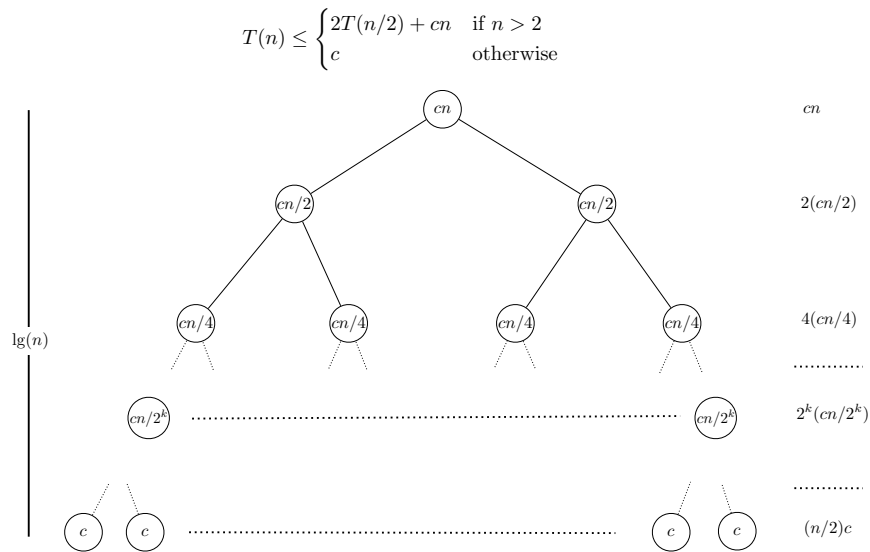 T(n) ≤ { 2T(n/2) + cn if n > 2
c otherwise
cn cn
cn/2 cn/2 2(cn/2)
cn/4 cn/4 cn/4 cn/4 4(cn/4)
lg(n)
cn/2^k cn/2^k 2^k(cn/2^k)
c c c c (n/2)c